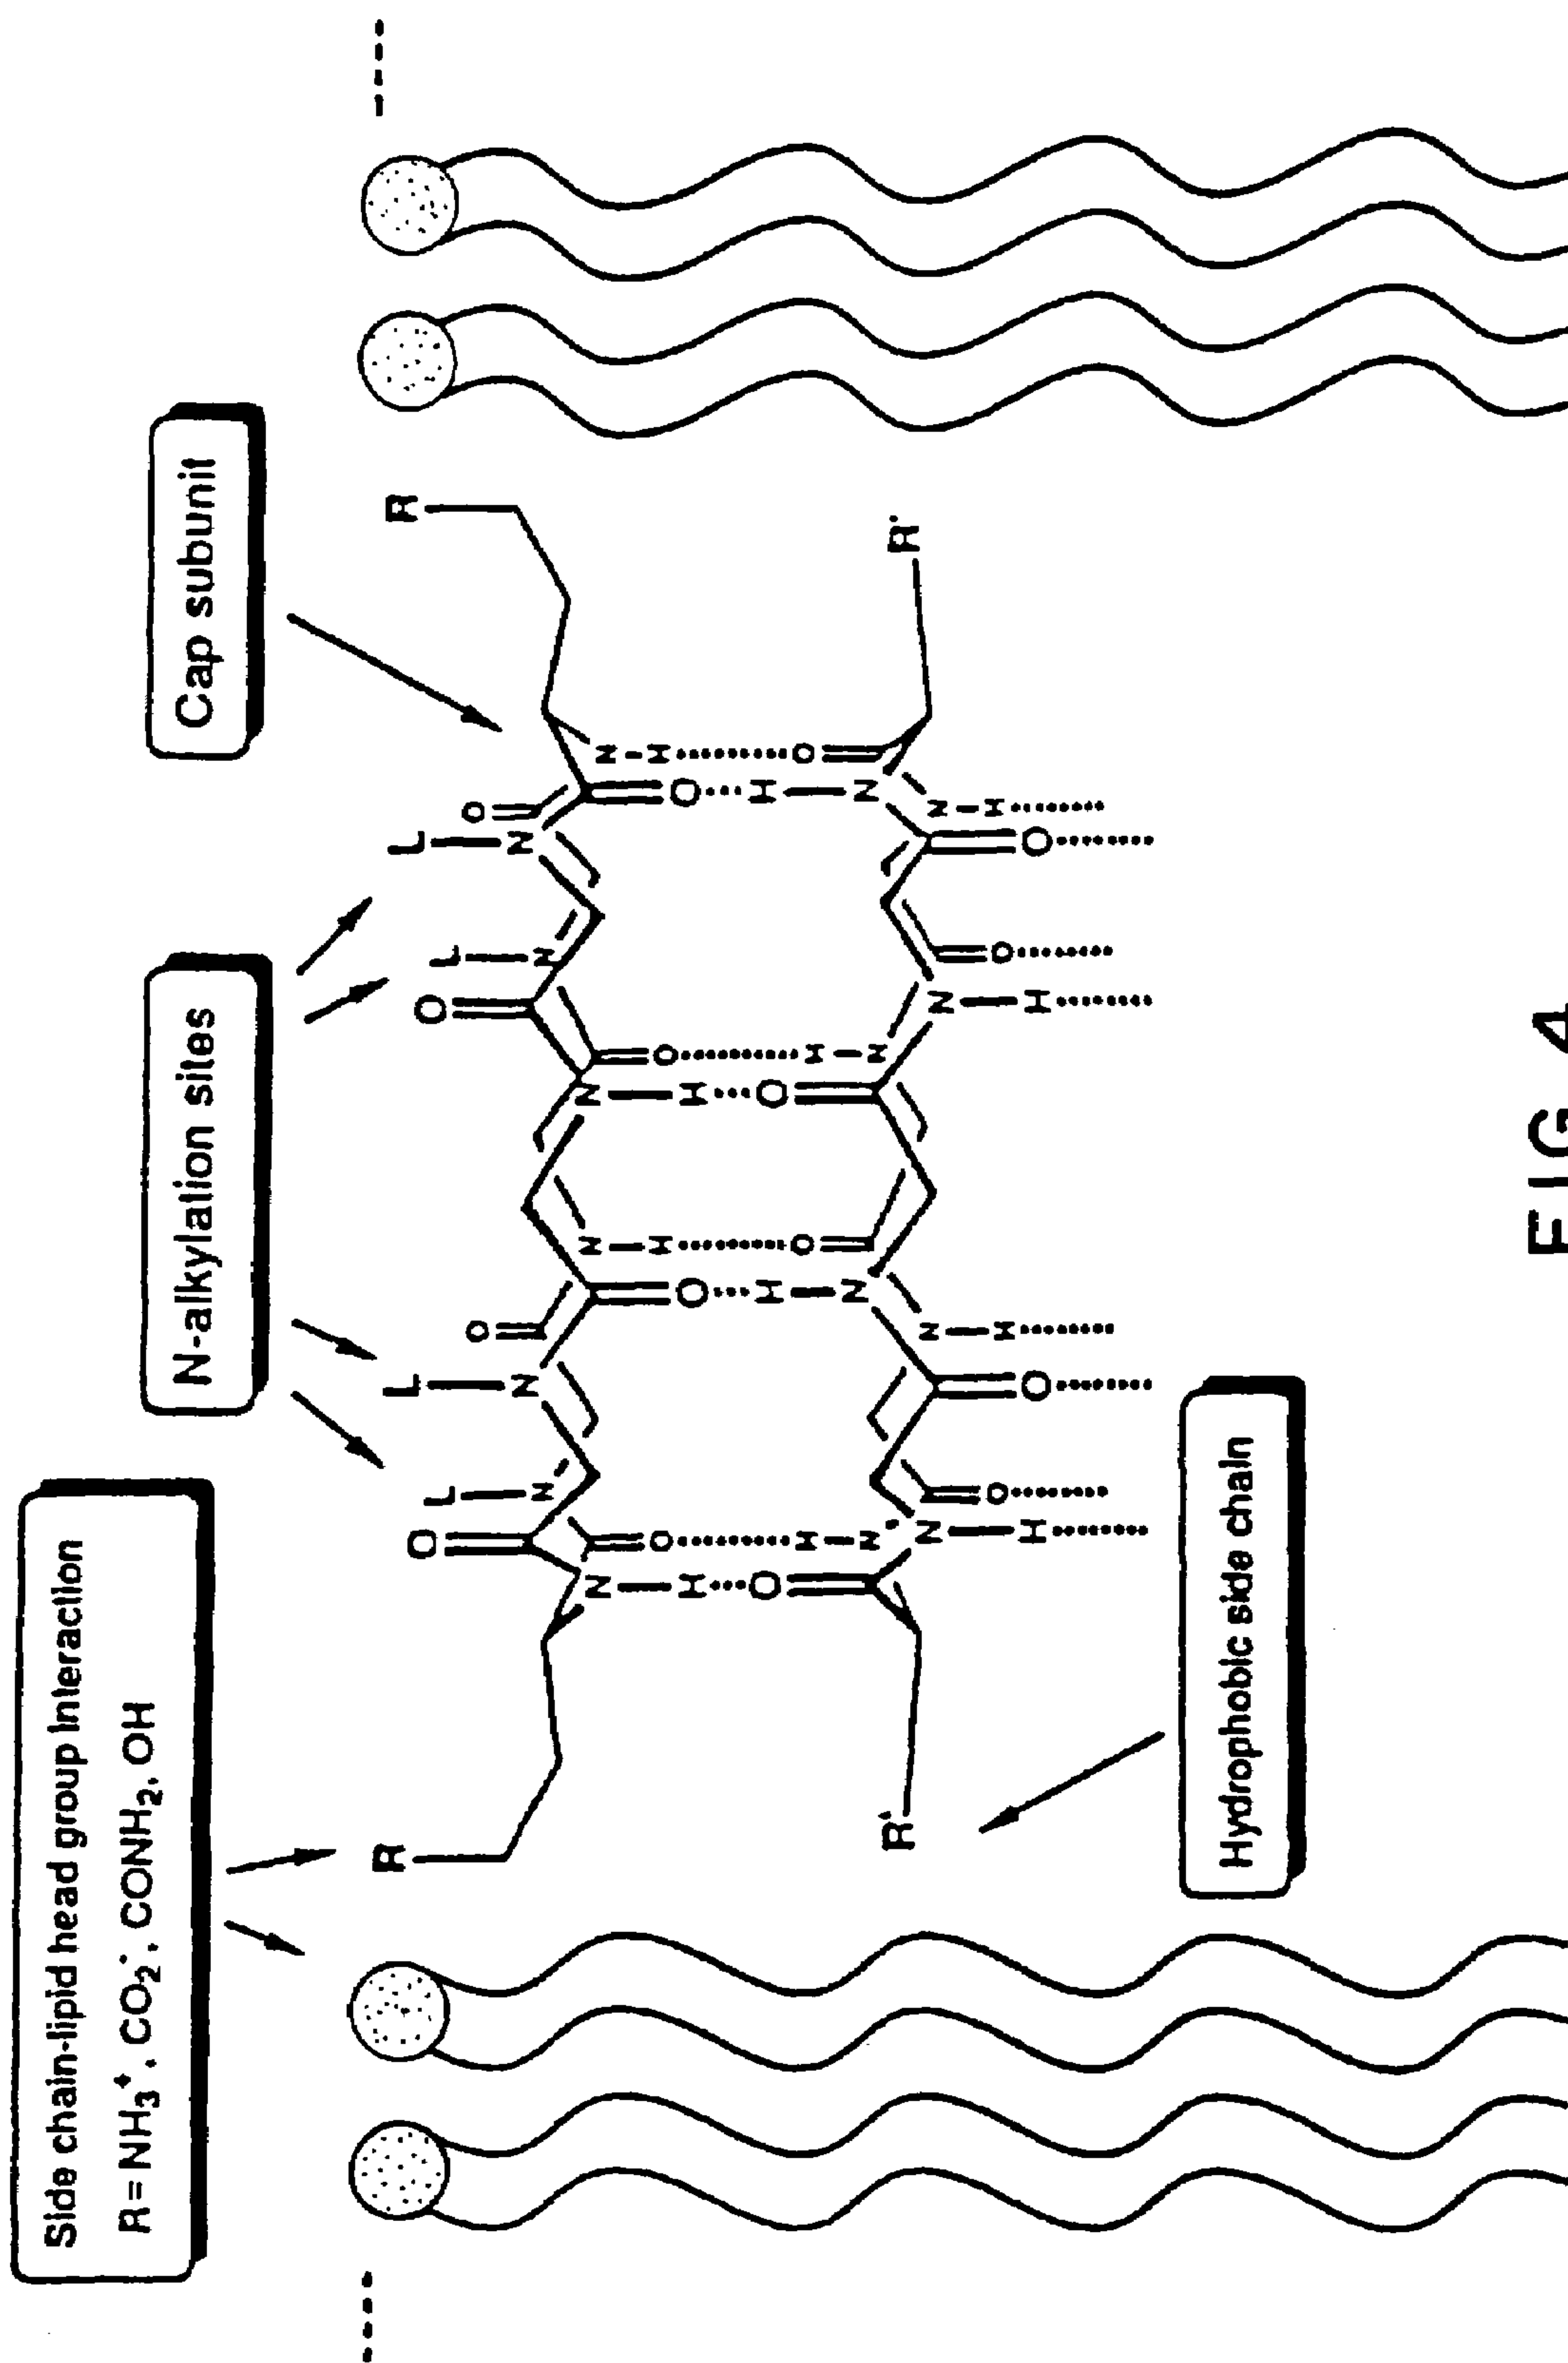 Side chain-lipid head group interaction
R=NH₃⁺, CO₂⁻, CONH₂, OH
N-alkylation sites
Cap subunit
R R
L L L L
O O O O
N N N N
N N N N
H H H H
O O O O
O O O O
H H H H
N N N N
R' R'
N N N N
H H H H
O O O O
Hydrophobic side chain
FIG. 4